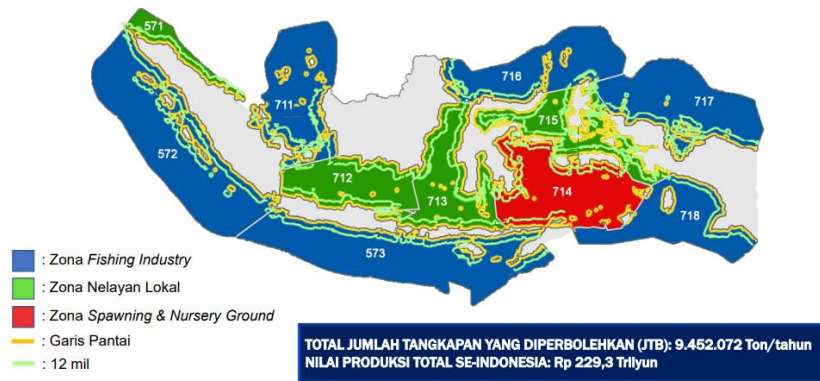 571
716
717
711
715
572
712
714
713
718
573
: Zona Fishing Industry
: Zona Nelayan Lokal
: Zona Spawning & Nursery Ground
: Garis Pantai
: 12 mil
TOTAL JUMLAH TANGKAPAN YANG DIPERBOLEHKAN (JTB): 9.452.072 Ton/tahun
NILAI PRODUKSI TOTAL SE-INDONESIA: Rp 229,3 Trilyun